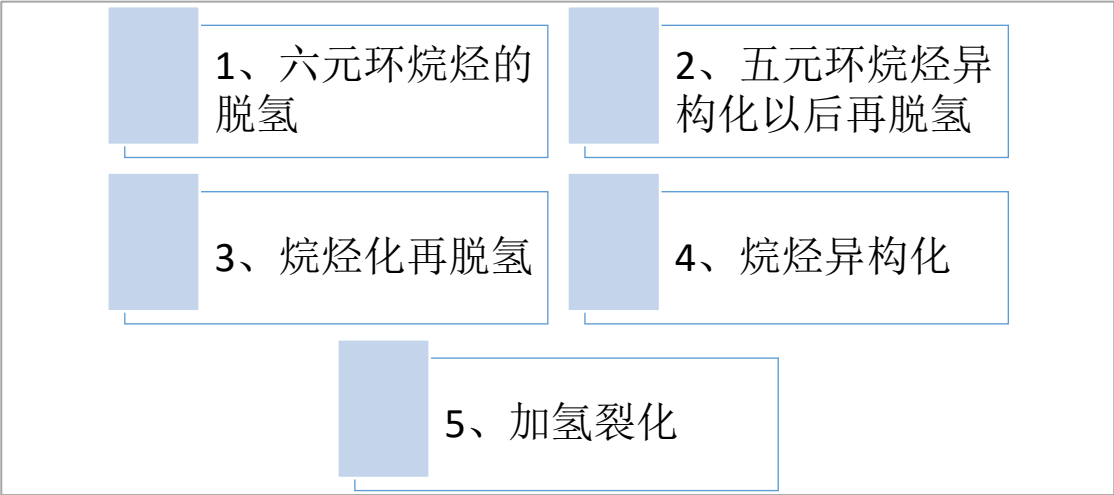 1、六元环烷烃的
脱氢
2、五元环烷烃异
构化以后再脱氢
3、烷烃化再脱氢
4、烷烃异构化
5、加氢裂化